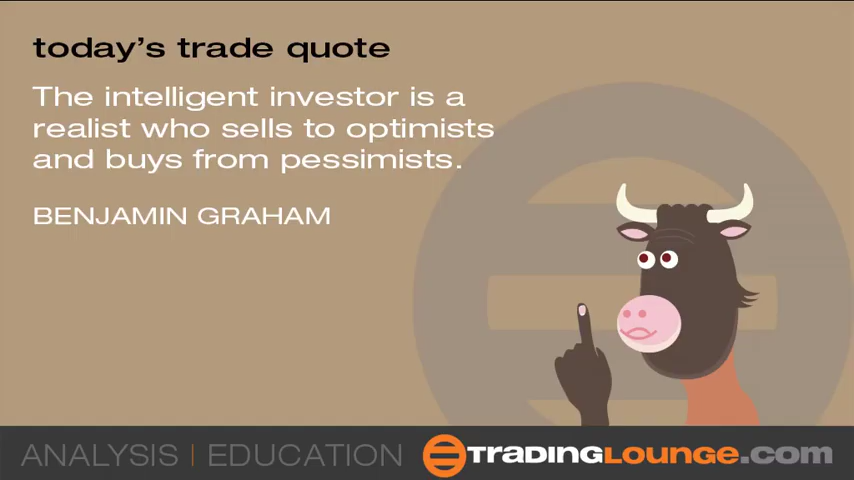 today's trade quote
The intelligent investor is a
realist who sells to optimists
and buys from pessimists.
BENJAMIN GRAHAM
ANALYSIS | EDUCATION TRADINGLOUNGE.com